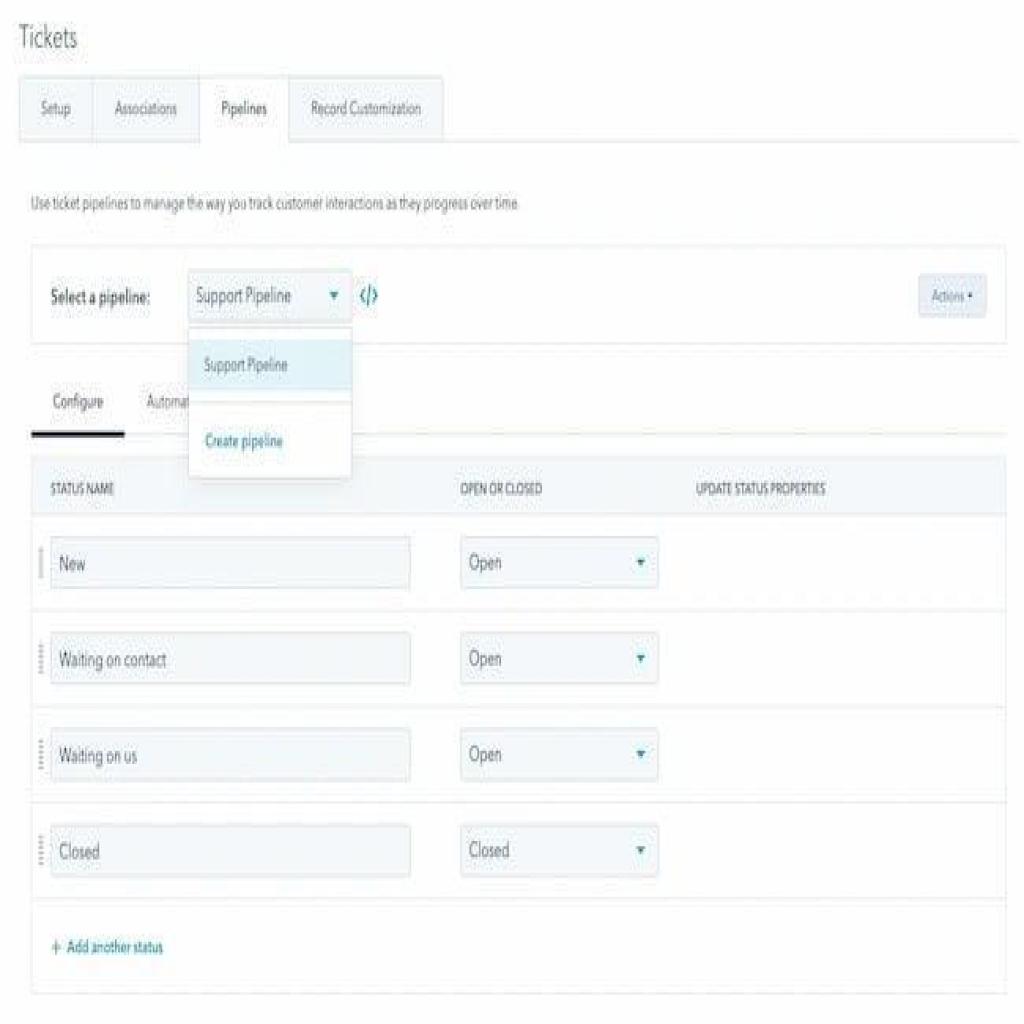 Tickets
Setup Associations Pipelines Record Customization
Use ticket pipelines to manage the way you track customer interactions as they progress over time.
Select a pipeline: Support Pipeline </> Actions
Support Pipeline
Configure Automat
Create pipeline
STATUS NAME OPEN OR CLOSED UPDATE STATUS PROPERTIES
New Open
Waiting on contact Open
Waiting on us Open
Closed Closed
+ Add another status